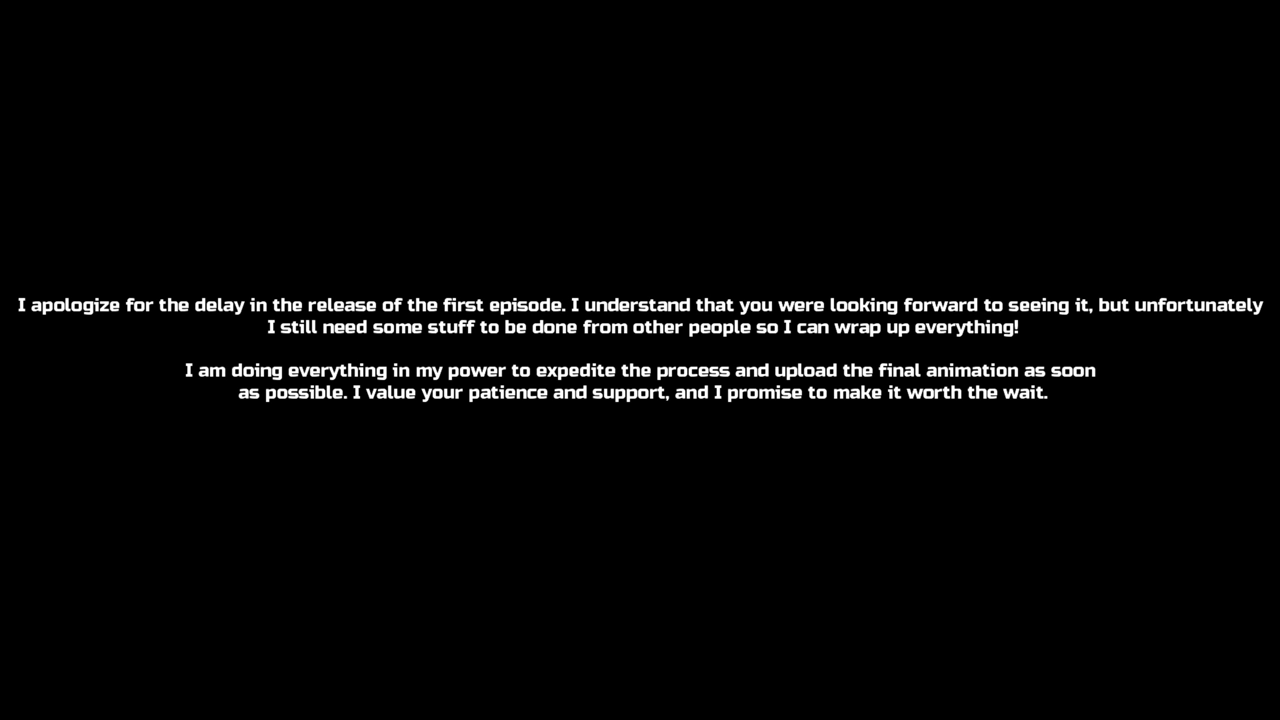 I apologize for the delay in the release of the first episode. I understand that you were looking forward to seeing it, but unfortunately
I still need some stuff to be done from other people so I can wrap up everything!
I am doing everything in my power to expedite the process and upload the final animation as soon
as possible. I value your patience and support, and I promise to make it worth the wait.